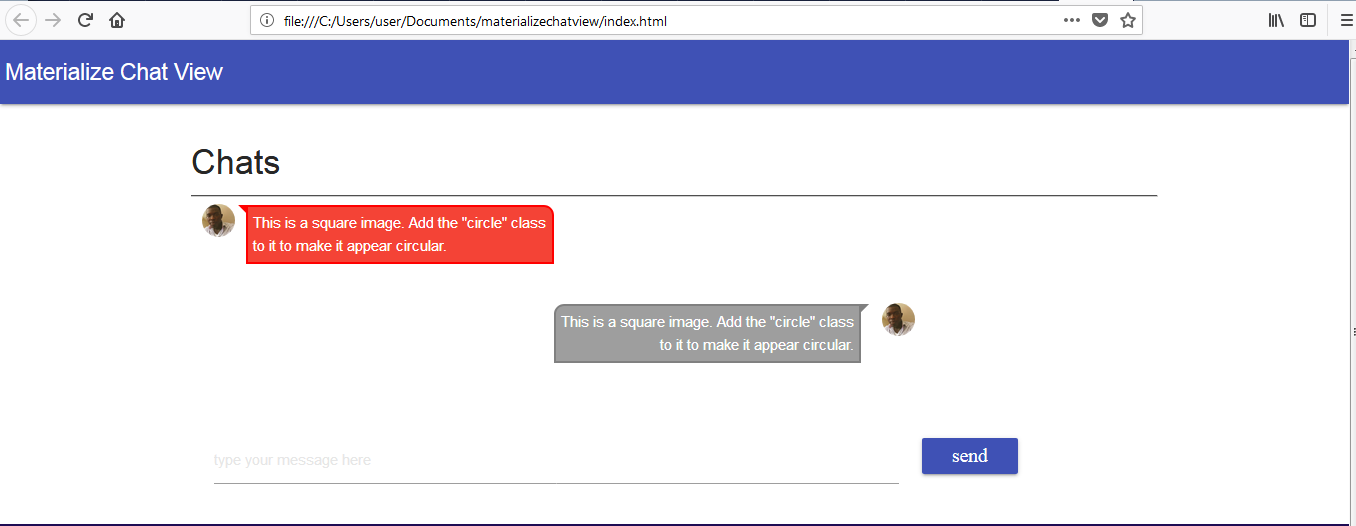 file:///C:/Users/user/Documents/materializechatview/index.html
Materialize Chat View
Chats
This is a square image. Add the "circle" class
to it to make it appear circular.
This is a square image. Add the "circle" class
to it to make it appear circular.
type your message here
send